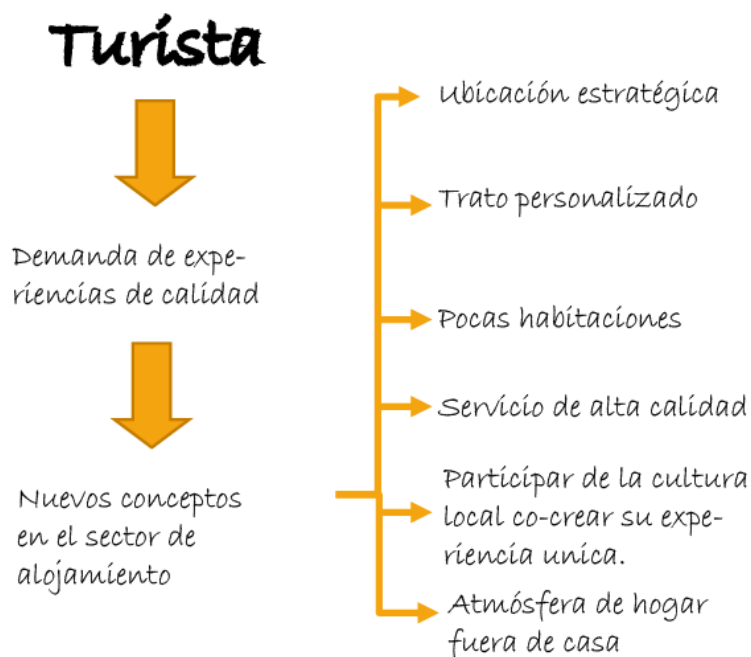 Turista
Demanda de expe-
riencias de calidad
Nuevos conceptos
en el sector de
alojamiento
Ubicación estratégica
Trato personalizado
Pocas habitaciones
Servicio de alta calidad
Participar de la cultura
local co-crear su expe-
riencia unica.
Atmósfera de hogar
fuera de casa